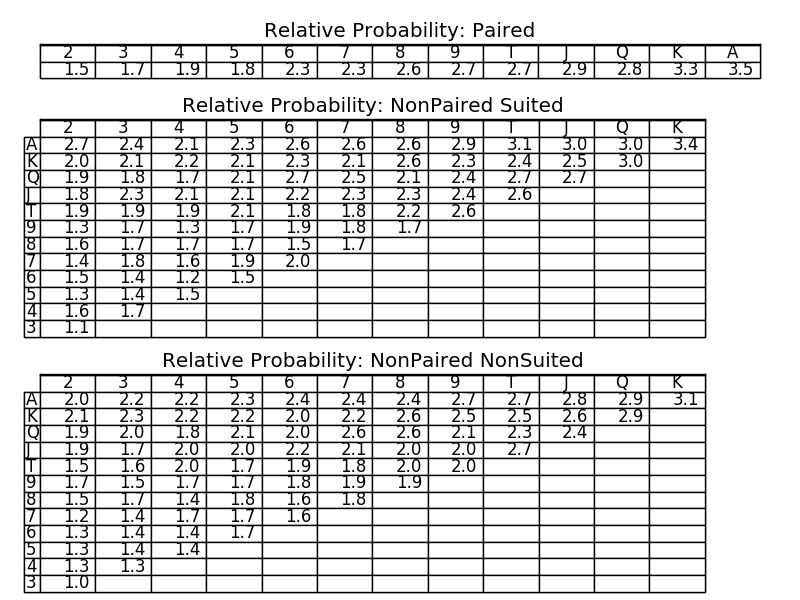 Relative Probability: Paired
2 3 4 5 6 7 8 9 T J Q K A
1.5 1.7 1.9 1.8 2.3 2.3 2.6 2.7 2.7 2.9 2.8 3.3 3.5
Relative Probability: NonPaired Suited
2 3 4 5 6 7 8 9 T J Q K
A 2.7 2.4 2.1 2.3 2.6 2.6 2.6 2.9 3.1 3.0 3.0 3.4
K 2.0 2.1 2.2 2.1 2.3 2.1 2.6 2.3 2.4 2.5 3.0
Q 1.9 1.8 1.7 2.1 2.7 2.5 2.1 2.4 2.7 2.7
J 1.8 2.3 2.1 2.1 2.2 2.3 2.3 2.4 2.6
T 1.9 1.9 1.9 2.1 1.8 1.8 2.2 2.6
9 1.3 1.7 1.3 1.7 1.9 1.8 1.7
8 1.6 1.7 1.7 1.7 1.5 1.7
7 1.4 1.8 1.6 1.9 2.0
6 1.5 1.4 1.2 1.5
5 1.3 1.4 1.5
4 1.6 1.7
3 1.1
Relative Probability: NonPaired NonSuited
2 3 4 5 6 7 8 9 T J Q K
A 2.0 2.2 2.2 2.3 2.4 2.4 2.4 2.7 2.7 2.8 2.9 3.1
K 2.1 2.3 2.2 2.2 2.0 2.2 2.6 2.5 2.5 2.6 2.9
Q 1.9 2.0 1.8 2.1 2.0 2.6 2.6 2.1 2.3 2.4
J 1.9 1.7 2.0 2.0 2.2 2.1 2.0 2.0 2.7
T 1.5 1.6 2.0 1.7 1.9 1.8 2.0 2.0
9 1.7 1.5 1.7 1.7 1.8 1.9 1.9
8 1.5 1.7 1.4 1.8 1.6 1.8
7 1.2 1.4 1.7 1.7 1.6
6 1.3 1.4 1.4 1.7
5 1.3 1.4 1.4
4 1.3 1.3
3 1.0